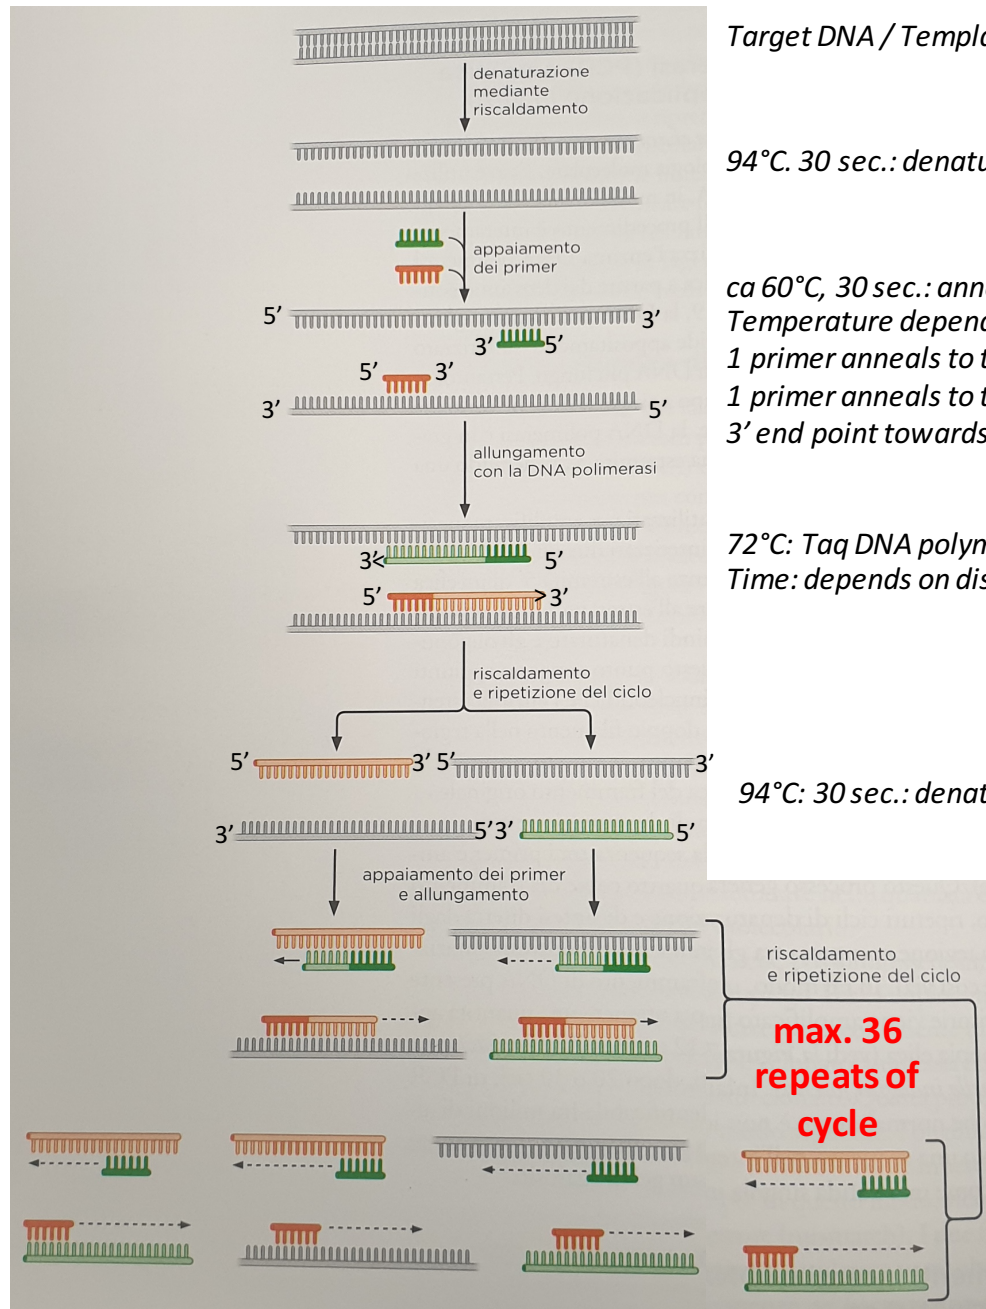 Target DNA / Templa
denaturazione
mediante
riscaldamento
94°C. 30 sec.: denatu
appaiamento
dei primer
ca 60°C, 30 sec.: anne
Temperature depend
1 primer anneals to t
1 primer anneals to t
3’ end point towards
5’
3’
3’
5’
5’
3’
3’
5’
allungamento
con la DNA polimerasi
72°C: Taq DNA polym
Time: depends on dis
3’<
5’
5’
>3’
riscaldamento
e ripetizione del ciclo
5’
3’ 5’
3’
94°C: 30 sec.: denat
3’
5’3’
5’
appaiamento dei primer
e allungamento
riscaldamento
e ripetizione del ciclo
max. 36
repeats of
cycle